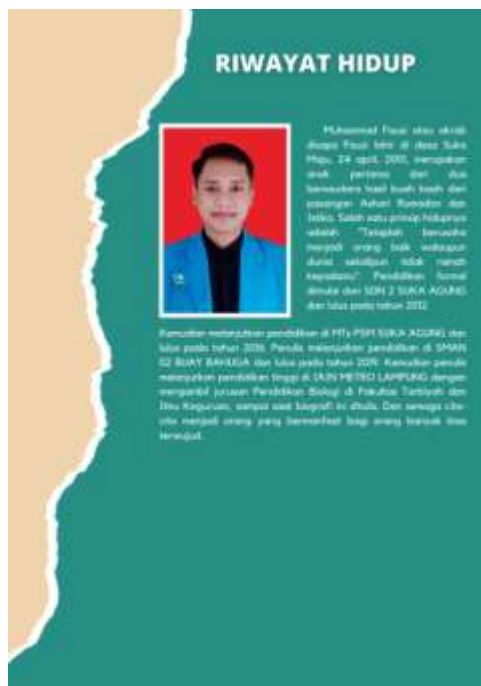 RIWAYAT HIDUP
Muhammad Fauzi atau akrab
disapa Fauzi lahir di desa Suka
Maju, 24 april, 2001, merupakan
anak pertama dari dua
bersaudara hasil buah kasih dari
pasangan Azhari Ramadan dan
Jatika. Salah satu prinsip hidupnya
adalah "Tetaplah berusaha
menjadi orang baik walaupun
dunia sekalipun tidak ramah
kepadamu". Pendidikan formal
dimulai dari SDN 2 SUKA AGUNG
dan lulus pada tahun 2012.
Kemudian melanjutkan pendidikan di MTs PSM SUKA AGUNG dan
lulus pada tahun 2016. Penulis melanjutkan pendidikan di SMAN
02 BUAY BAHUGA dan lulus pada tahun 2019. Kemudian penulis
melanjutkan pendidikan tinggi di IAIN METRO LAMPUNG dengan
mengambil jurusan Pendidikan Biologi di Fakultas Tarbiyah dan
Ilmu Keguruan, sampai saat biografi ini ditulis. Dan semoga cita-
cita menjadi orang yang bermanfaat bagi orang banyak bisa
terwujud.